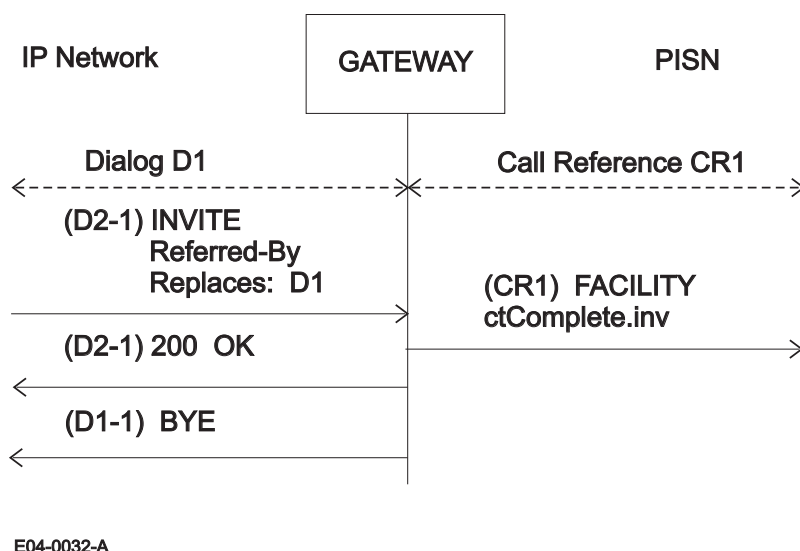 IP Network
GATEWAY
PISN
Dialog D1
Call Reference CR1
(D2-1) INVITE
Referred-By
Replaces: D1
(CR1) FACILITY
ctComplete.inv
(D2-1) 200 OK
(D1-1) BYE
E04-0032-A